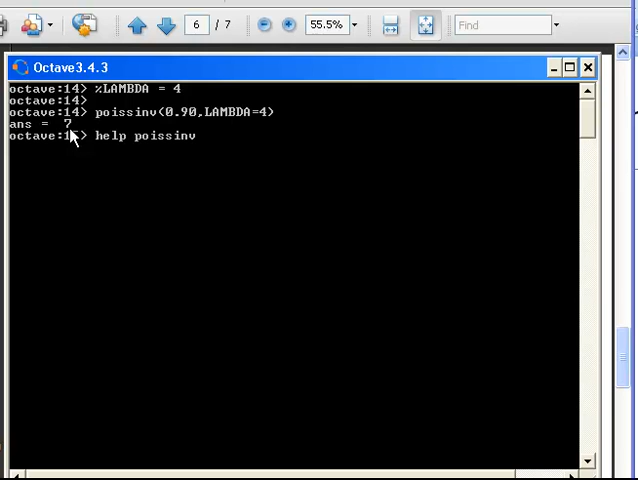 6 / 7
55.5%
Find
Octave3.4.3
octave:14> %LAMBDA = 4
octave:14>
octave:14> poissinv(0.90,LAMBDA=4)
ans =  7
octave:15> help poissinv